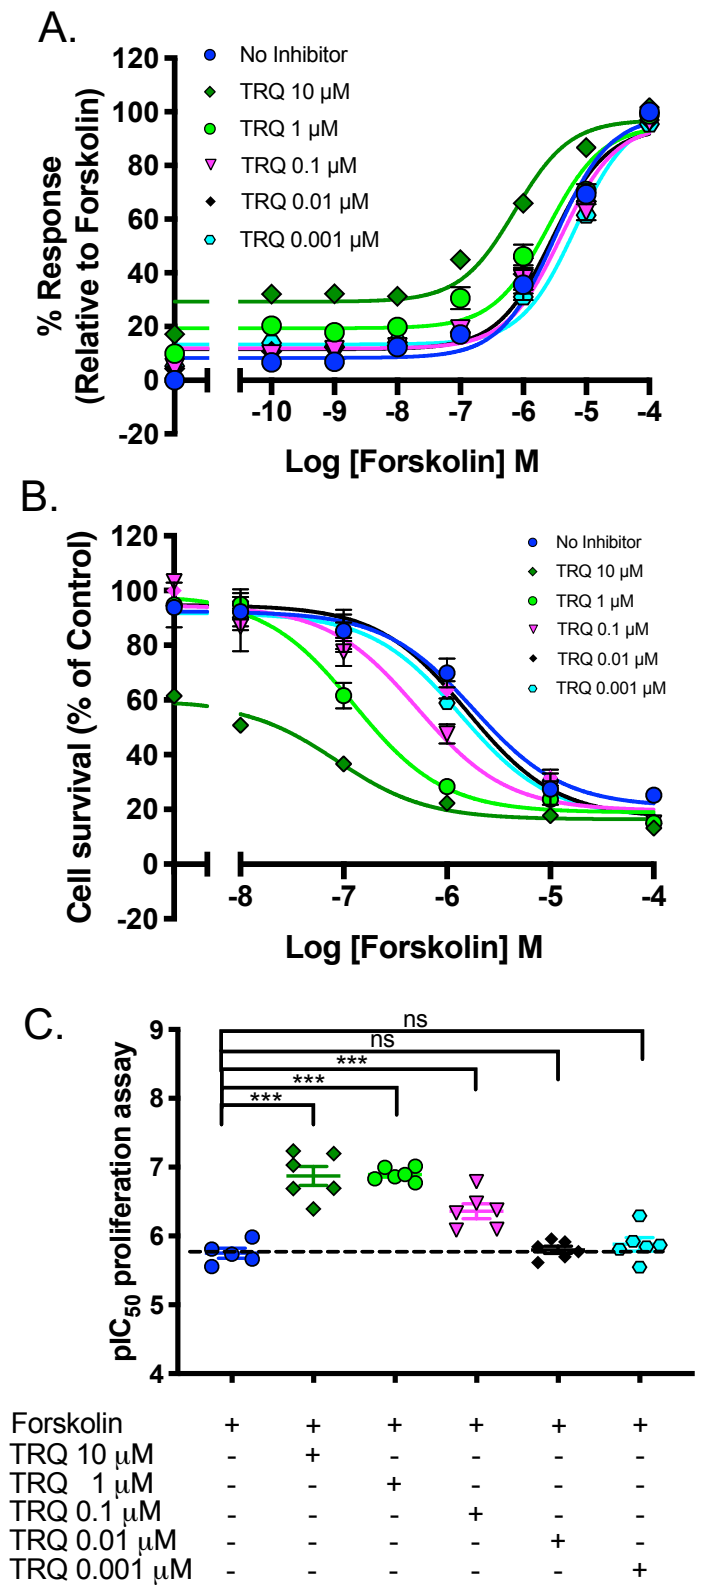 A.
120
100
80
60
40
20
0
-20
% Response
(Relative to Forskolin)
No Inhibitor
TRQ 10 µM
TRQ 1 µM
TRQ 0.1 µM
TRQ 0.01 µM
TRQ 0.001 µM
-10 -9 -8 -7 -6 -5 -4
Log [Forskolin] M
B.
120
100
80
60
40
20
0
-20
Cell survival (% of Control)
No Inhibitor
TRQ 10 µM
TRQ 1 µM
TRQ 0.1 µM
TRQ 0.01 µM
TRQ 0.001 µM
-8 -7 -6 -5 -4
Log [Forskolin] M
C.
9
8
7
6
5
4
pIC50 proliferation assay
ns
ns
***
***
***
Forskolin + + + + + +
TRQ 10 µM - + - - - -
TRQ 1 µM - - + - - -
TRQ 0.1 µM - - - + - -
TRQ 0.01 µM - - - - + -
TRQ 0.001 µM - - - - - +